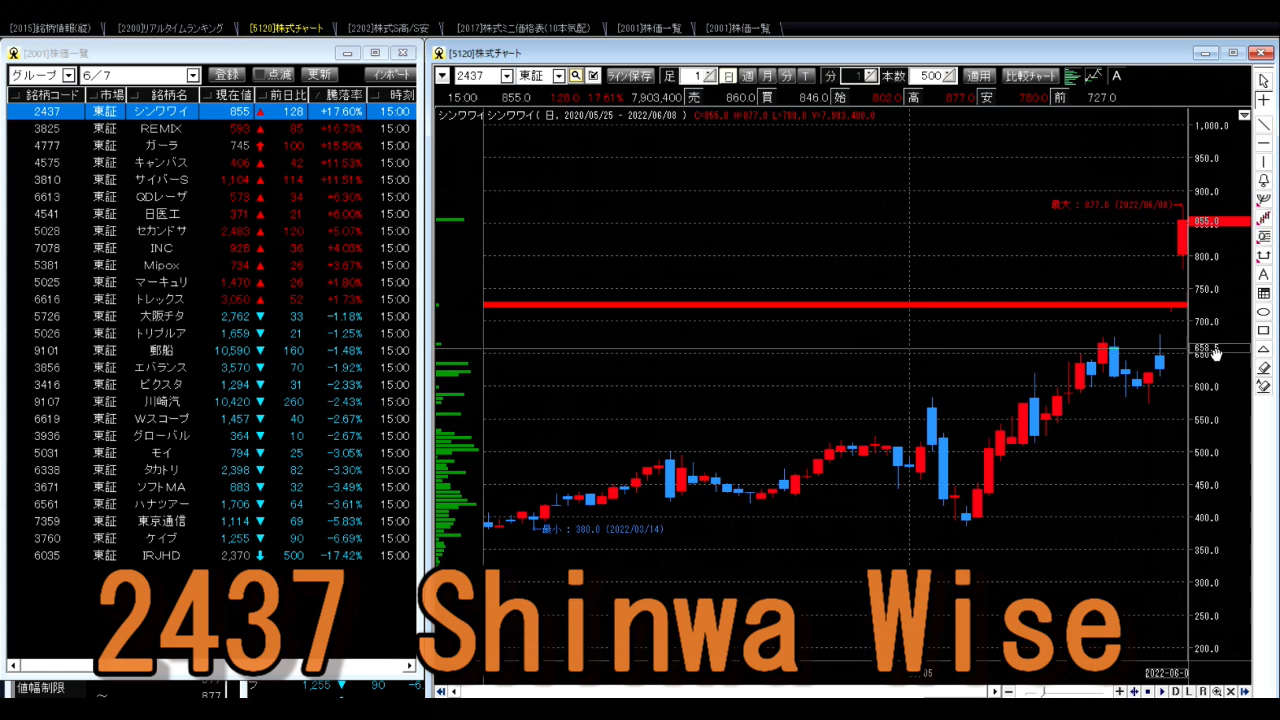 [2015]銘柄情報(縦) [2200]リアルタイムランキング [5120]株式チャート [2202]株式S高/S安 [2017]株式ミニ価格表(10本気配) [2001]株価一覧 [2001]株価一覧
[2001]株価一覧
グループ 6/7 登録 点滅 更新 インポート
銘柄コード 市場 銘柄名 現在値 前日比 騰落率 時刻
2437 東証 シンワワイ 855 ▲ 128 +17.60% 15:00
3825 東証 REMIX 593 ▲ 85 +16.73% 15:00
4777 東証 ガーラ 745 ⬆ 100 +15.50% 15:00
4575 東証 キャンバス 406 ▲ 42 +11.53% 15:00
3810 東証 サイバーS 1,104 ▲ 114 +11.51% 15:00
6613 東証 QDレーザ 573 ▲ 34 +6.30% 15:00
4541 東証 日医工 371 ▲ 21 +6.00% 15:00
5028 東証 セカンドサ 2,483 ▲ 120 +5.07% 15:00
7078 東証 INC 928 ▲ 36 +4.03% 15:00
5381 東証 Mipox 734 ▲ 26 +3.67% 15:00
5025 東証 マーキュリ 1,470 ▲ 26 +1.80% 15:00
6616 東証 トレックス 3,050 ▲ 52 +1.73% 15:00
5726 東証 大阪チタ 2,762 ▼ 33 -1.18% 15:00
5026 東証 トリプルア 1,659 ▼ 21 -1.25% 15:00
9101 東証 郵船 10,590 ▼ 160 -1.48% 15:00
3856 東証 エバランス 3,570 ▼ 70 -1.92% 15:00
3416 東証 ピクスタ 1,294 ▼ 31 -2.33% 15:00
9107 東証 川崎汽 10,420 ▼ 260 -2.43% 15:00
6619 東証 Wスコープ 1,457 ▼ 40 -2.67% 15:00
3936 東証 グローバル 364 ▼ 10 -2.67% 15:00
5031 東証 モイ 794 ▼ 25 -3.05% 15:00
6338 東証 タカトリ 2,398 ▼ 82 -3.30% 15:00
3671 東証 ソフトMA 883 ▼ 32 -3.49% 15:00
6561 東証 ハナツアー 1,706 ▼ 64 -3.61% 15:00
7359 東証 東京通信 1,114 ▼ 69 -5.83% 15:00
3760 東証 ケイブ 1,255 ▼ 90 -6.69% 15:00
6035 東証 IRJHD 2,370 ⬇ 500 -17.42% 15:00
[5120]株式チャート
2437 東証 ライン保存 足 1 日 週 月 分 T 分 1 本数 500 適用 比較チャート A
15:00 855.0 128.0 17.61% 7,903,400 売 860.0 買 846.0 始 802.0 高 877.0 安 780.0 前 727.0
シンワワイ シンワワイ( 日, 2020/05/25 - 2022/06/08 )
1,000.0
950.0
900.0
最大 : 877.0 (2022/06/08)
855.0
800.0
750.0
700.0
658.5
600.0
550.0
500.0
450.0
400.0
最小 : 380.0 (2022/03/14)
350.0
300.0
250.0
200.0
2437 Shinwa Wise
/05 2022-06-0
値幅制限 1,255 ▼ 90
D L R